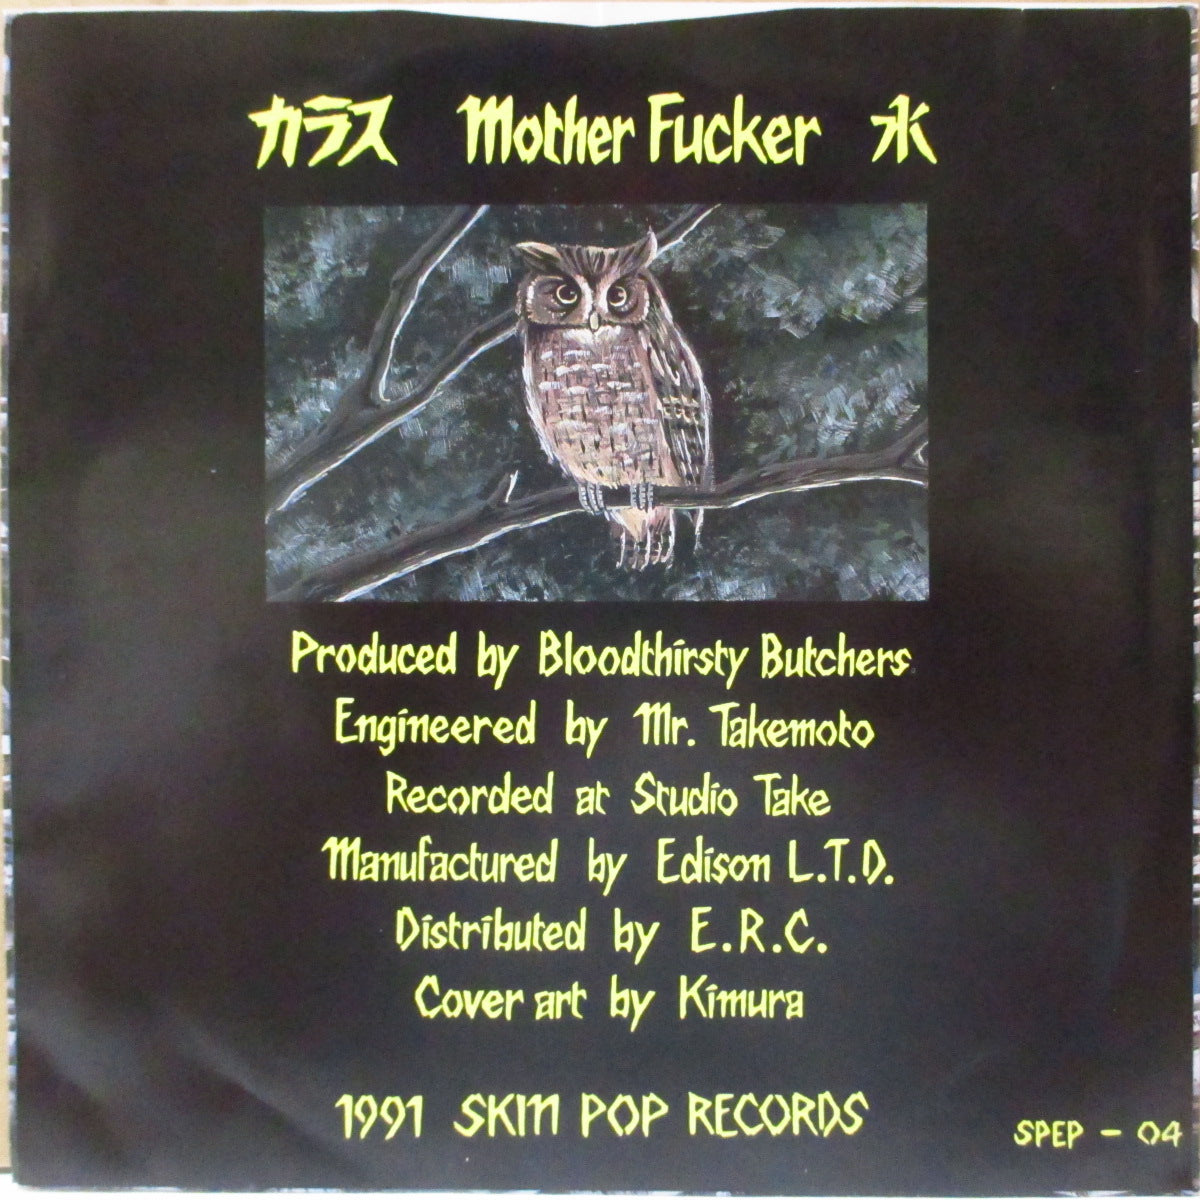 カラス Mother Fucker 水
Produced by Bloodthirsty Butchers
Engineered by Mr. Takemoto
Recorded at Studio Take
Manufactured by Edison L.T.D.
Distributed by E.R.C.
Cover art by Kimura
1991 SKIN POP RECORDS
SPEP - 04